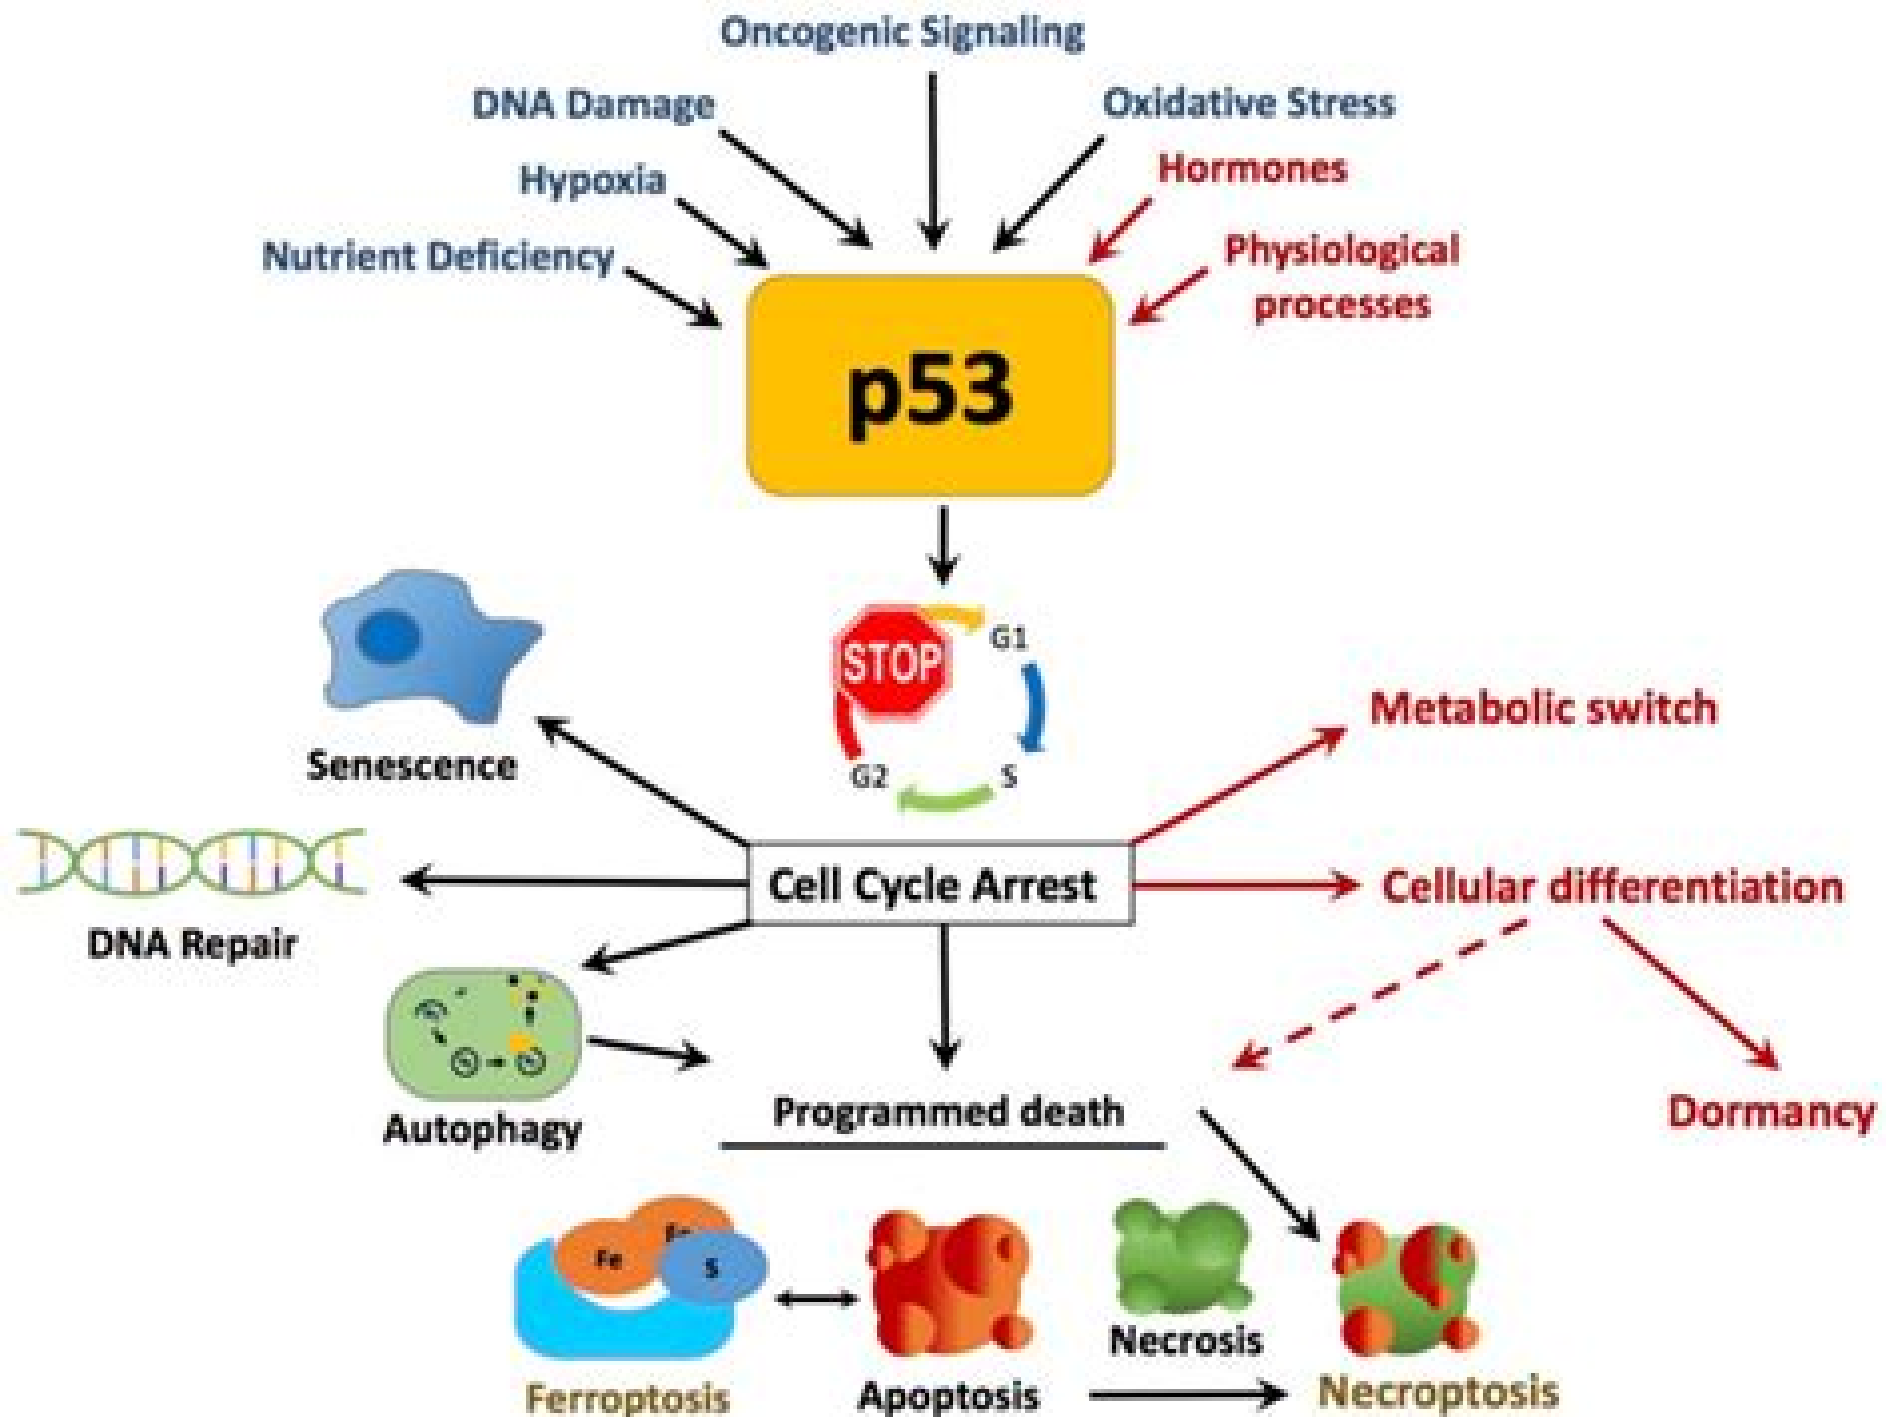 Oncogenic Signaling
DNA Damage
Oxidative Stress
Hypoxia
Hormones
Nutrient Deficiency
Physiological
processes
p53
STOP
G1
G2
S
Senescence
Metabolic switch
Cell Cycle Arrest
Cellular differentiation
DNA Repair
Autophagy
Programmed death
Dormancy
Fe
S
Necrosis
Ferroptosis
Apoptosis
Necroptosis